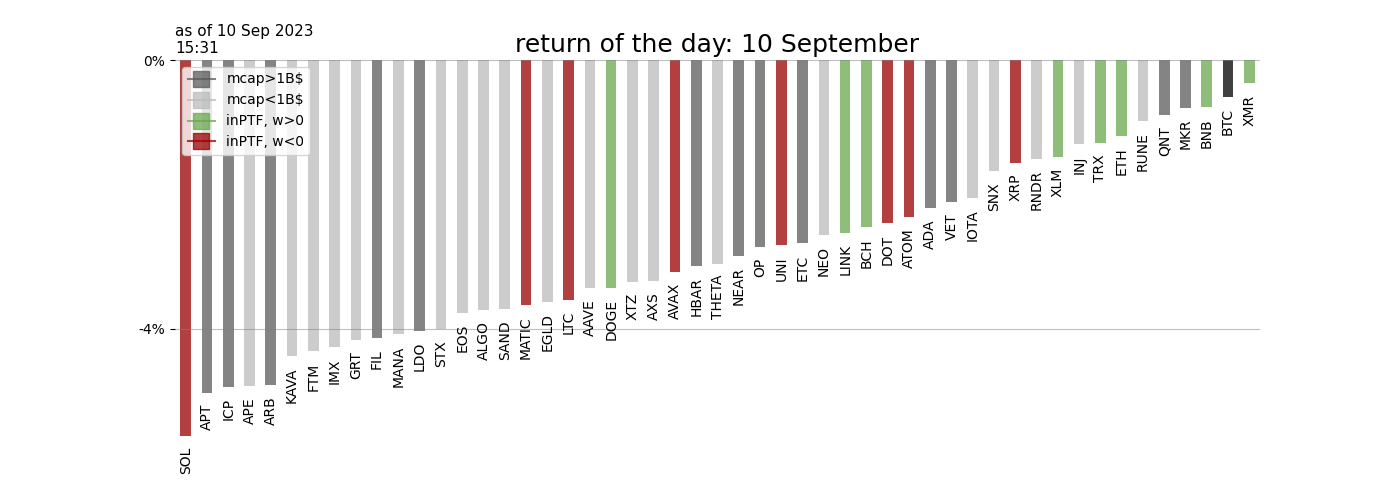 as of 10 Sep 2023
15:31
return of the day: 10 September
0%
mcap>1B$
mcap<1B$
inPTF, w>0
inPTF, w<0
-4%
SOL
APT
ICP
APE
ARB
KAVA
FTM
IMX
GRT
FIL
MANA
LDO
STX
EOS
ALGO
SAND
MATIC
EGLD
LTC
AAVE
DOGE
XTZ
AXS
AVAX
HBAR
THETA
NEAR
OP
UNI
ETC
NEO
LINK
BCH
DOT
ATOM
ADA
VET
IOTA
SNX
XRP
RNDR
XLM
INJ
TRX
ETH
RUNE
QNT
MKR
BNB
BTC
XMR